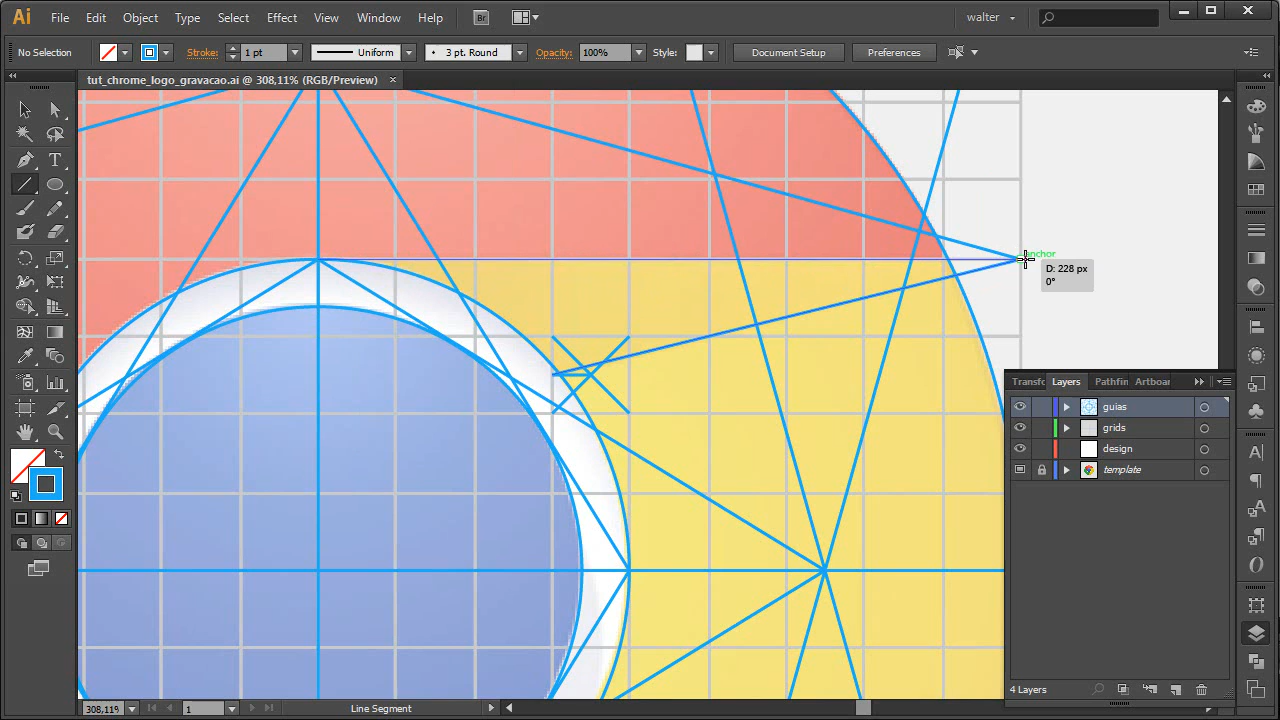 Ai File Edit Object Type Select Effect View Window Help Br walter
No Selection Stroke: 1 pt Uniform 3 pt. Round Opacity: 100% Style: Document Setup Preferences
tut_chrome_logo_gravacao.ai @ 308,11% (RGB/Preview) ×
anchor
D: 228 px
0°
Layers Artboar
guias
grids
design
template
4 Layers
308,11% 1 Line Segment